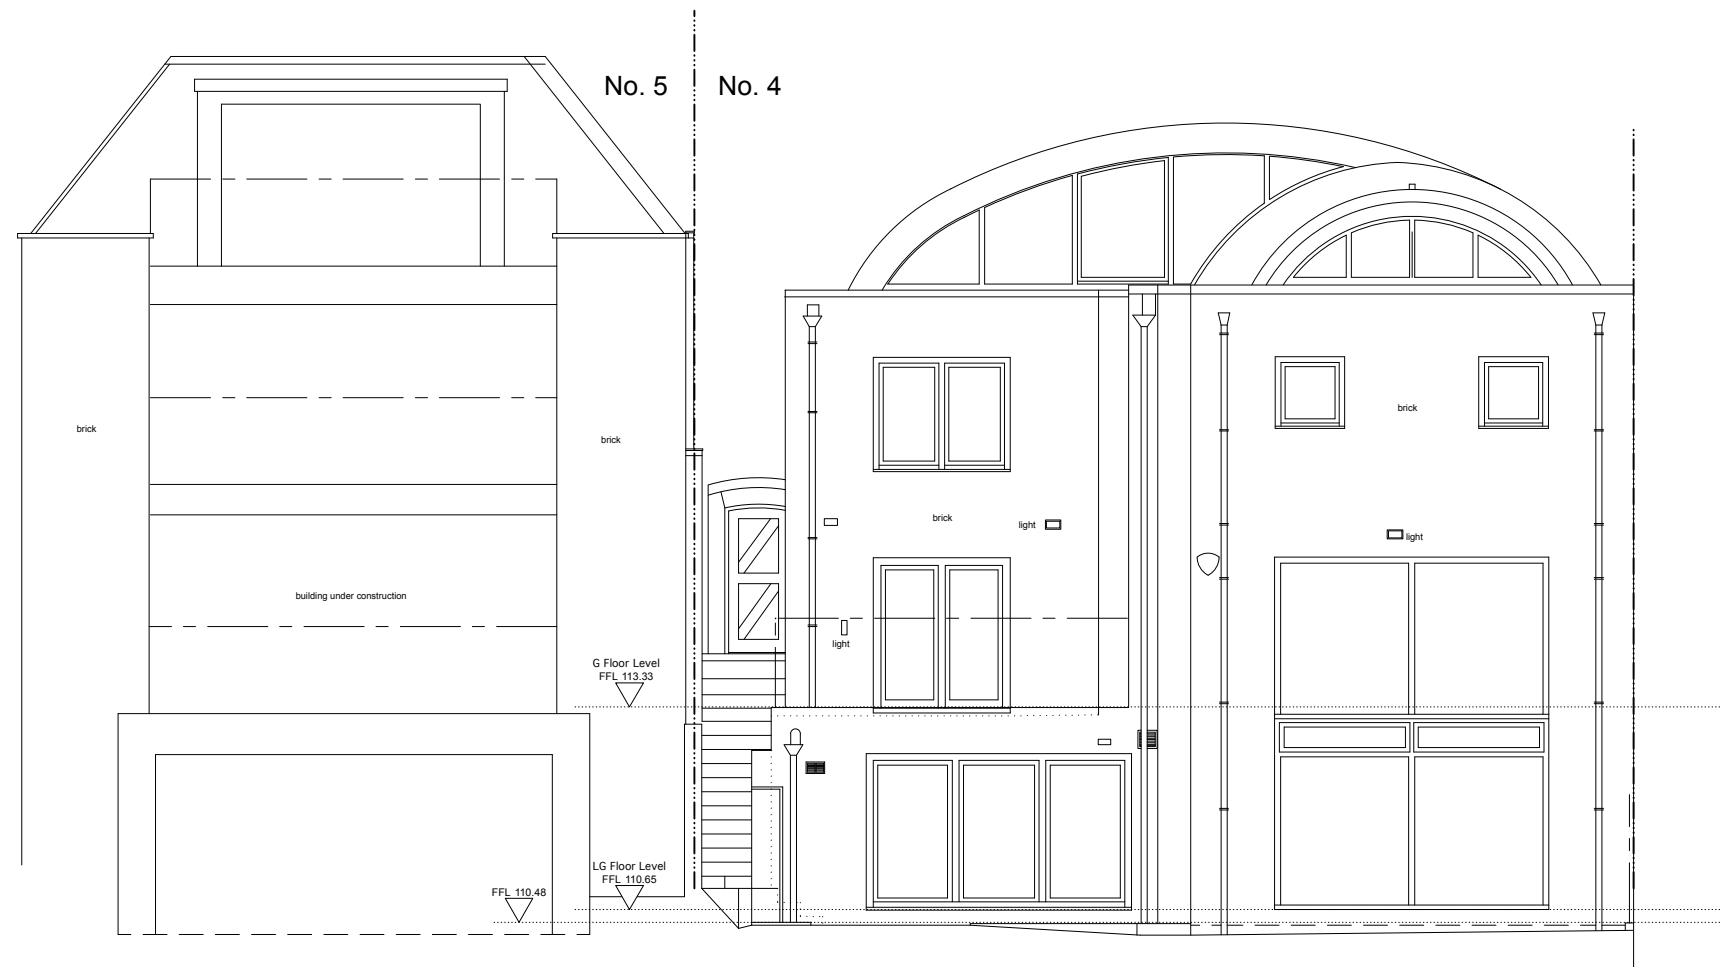 No. 5
No. 4
brick
brick
brick
brick
light
light
building under construction
light
G Floor Level
FFL 113.33
LG Floor Level
FFL 110.65
FFL 110.48